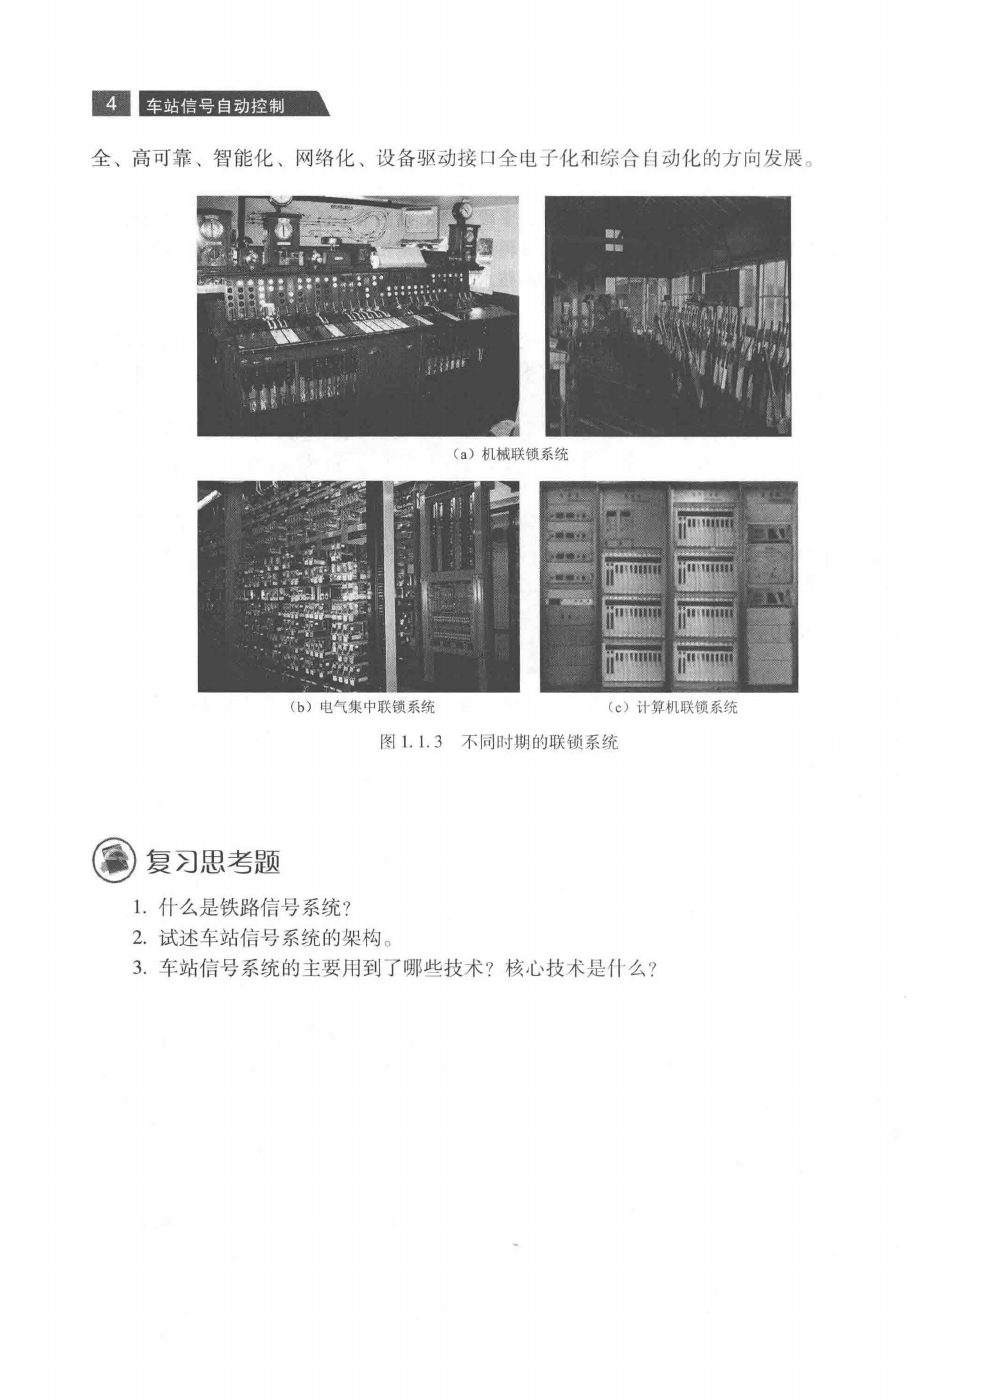 4 车站信号自动控制
全、高可靠、智能化、网络化、设备驱动接口全电子化和综合自动化的方向发展。
（a）机械联锁系统
（b）电气集中联锁系统
（c）计算机联锁系统
图 1.1.3 不同时期的联锁系统
复习思考题
1. 什么是铁路信号系统？
2. 试述车站信号系统的架构。
3. 车站信号系统的主要用到了哪些技术？核心技术是什么？